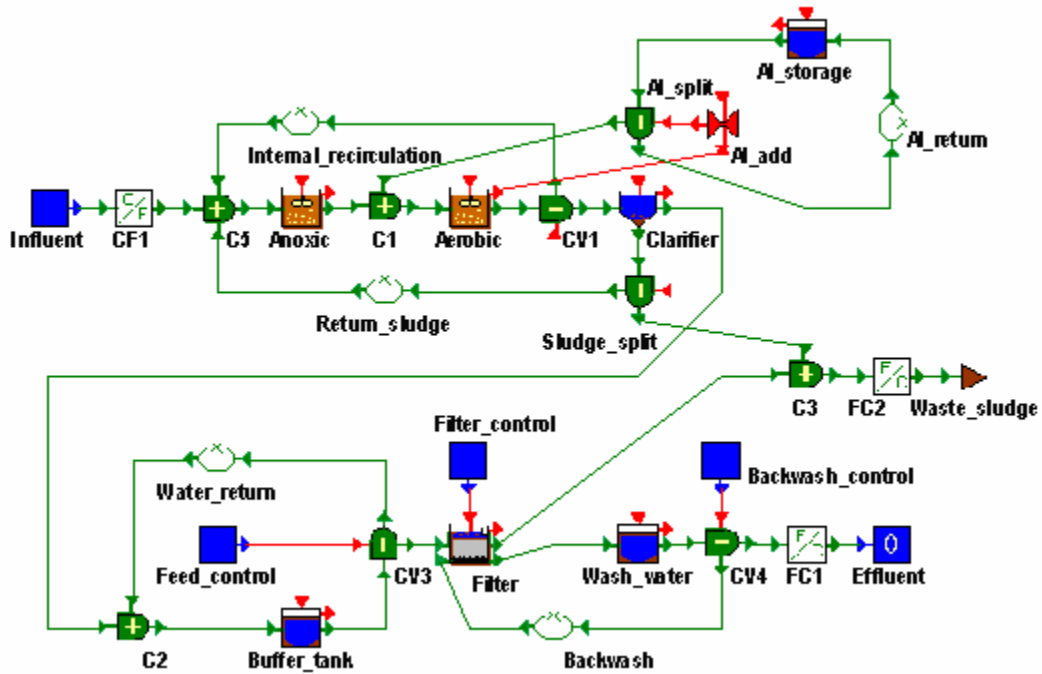 Al_storage
Al_split
Al_add
Al_return
Internal_recirculation
C
F
Influent
CF1
C5
Anoxic
C1
Aerobic
CV1
Clarifier
Return_sludge
Sludge_split
F
C3
FC2
Waste_sludge
Filter_control
Backwash_control
Water_return
Feed_control
CV3
Filter
Wash_water
CV4
F
FC1
0
Effluent
C2
Buffer_tank
Backwash